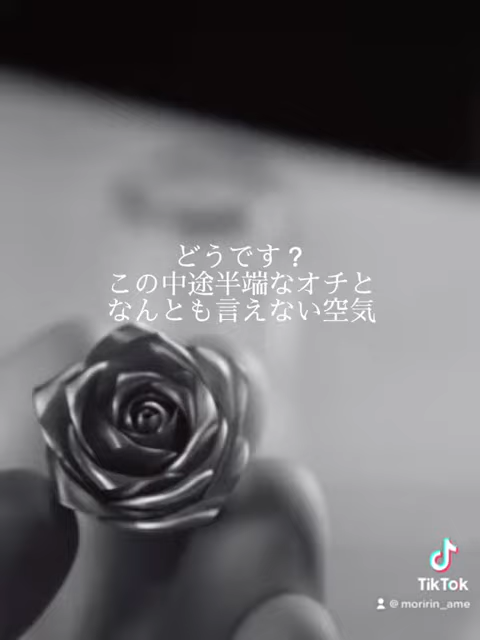 どうです?
この中途半端なオチと
なんとも言えない空気
TikTok
@moririn_ame